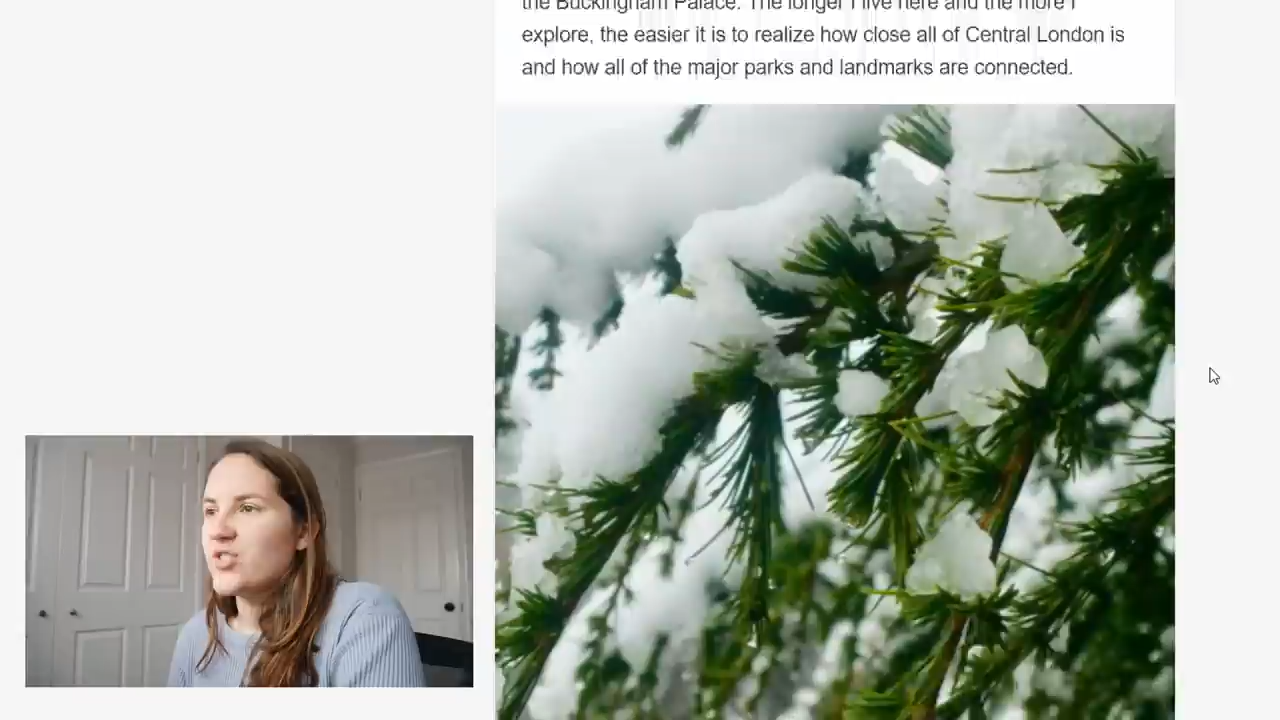 the Buckingham Palace. The longer I live here and the more I
explore, the easier it is to realize how close all of Central London is
and how all of the major parks and landmarks are connected.